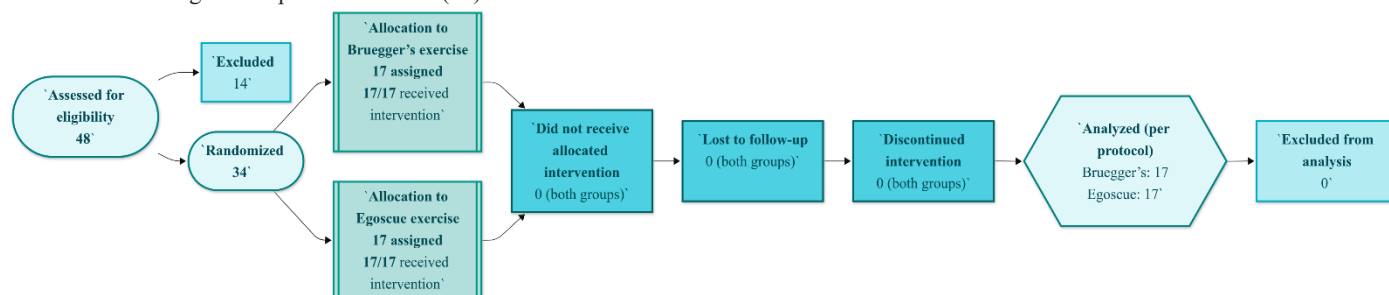 `Assessed for
eligibility
48`
`Excluded
14`
`Randomized
34`
`Allocation to
Bruegger’s exercise
17 assigned
17/17 received
intervention`
`Allocation to
Egoscue exercise
17 assigned
17/17 received
intervention`
`Did not receive
allocated
intervention
0 (both groups)`
`Lost to follow-up
0 (both groups)`
`Discontinued
intervention
0 (both groups)`
`Analyzed (per
protocol)
Bruegger’s: 17
Egoscue: 17`
`Excluded from
analysis
0`